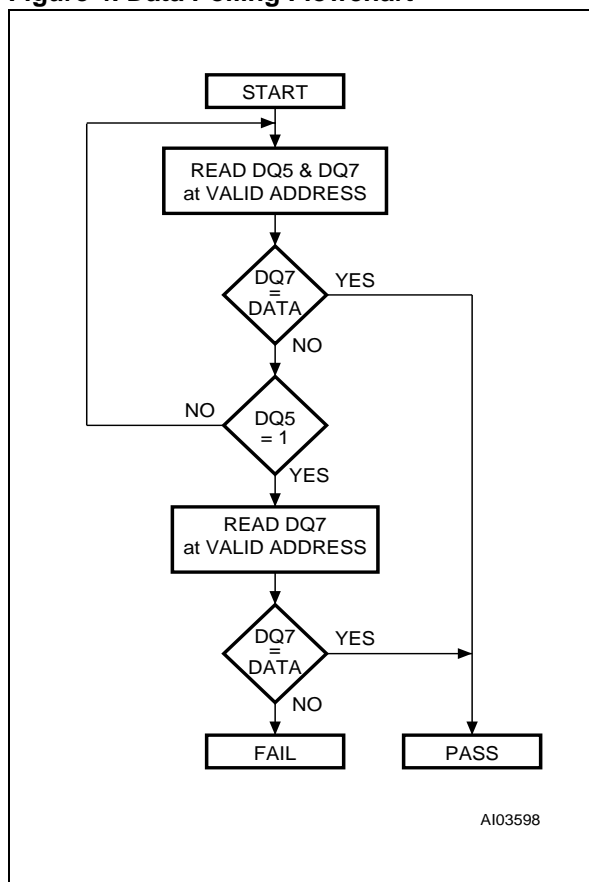 Figure 4. Data Polling Flowchart
START
READ DQ5 & DQ7
at VALID ADDRESS
DQ7
=
DATA
YES
NO
NO
DQ5
= 1
YES
READ DQ7
at VALID ADDRESS
DQ7
=
DATA
YES
NO
FAIL
PASS
AI03598